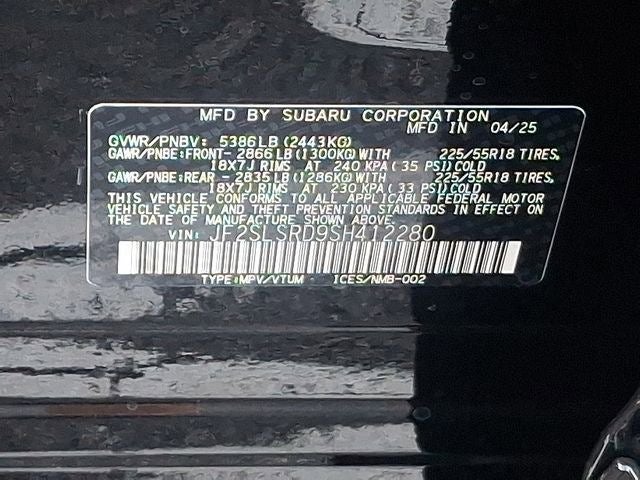 MFD BY SUBARU CORPORATION
MFD IN 04/25
GVWR/PNBV: 5386LB(2443KG)
GAWR/PNBE:FRONT- 2866LB(1300KG)WITH 225/55R18 TIRES,
18X7J RIMS AT 240 KPA(35 PSI)COLD
GAWR/PNBE:REAR - 2835LB(1286KG)WITH 225/55R18 TIRES,
18X7J RIMS AT 230 KPA(33 PSI)COLD
THIS VEHICLE CONFORMS TO ALL APPLICABLE FEDERAL MOTOR
VEHICLE SAFETY AND THEFT PREVENTION STANDARDS IN EFFECT ON
THE DATE OF MANUFACTURE SHOWN ABOVE.
VIN: JF2SLSRD9SH412280
TYPE:MPV/VTUM ICES/NMB-002